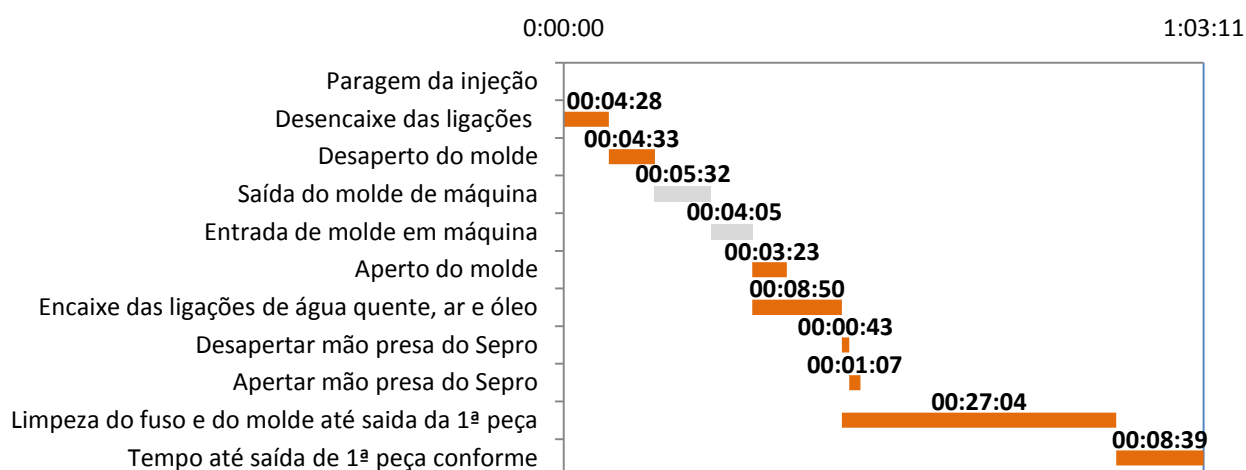 0:00:00 1:03:11
Paragem da injeção
00:04:28
Desencaixe das ligações
00:04:33
Desaperto do molde
00:05:32
Saída do molde de máquina
00:04:05
Entrada de molde em máquina
00:03:23
Aperto do molde
00:08:50
Encaixe das ligações de água quente, ar e óleo
00:00:43
Desapertar mão presa do Sepro
00:01:07
Apertar mão presa do Sepro
00:27:04
Limpeza do fuso e do molde até saida da 1ª peça
00:08:39
Tempo até saída de 1ª peça conforme